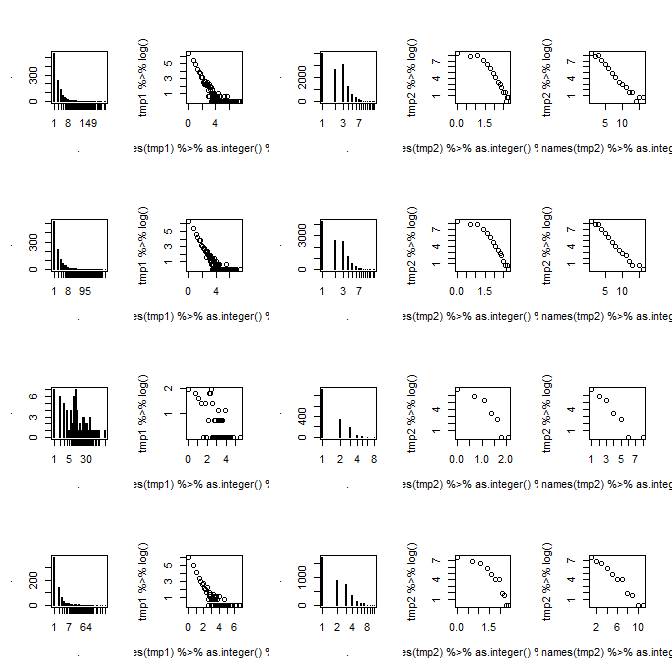 0 300
1 8 149
.
.
tmp1 %>% log()
1 3 5
0 4
es(tmp1) %>% as.integer() %
.
0 2000
1 3 7
.
tmp2 %>% log()
1 4 7
0.0 1.5
es(tmp2) %>% as.integer() %
tmp2 %>% log()
1 4 7
5 10
names(tmp2) %>% as.integ
.
0 300
1 8 95
.
tmp1 %>% log()
1 3 5
0 4
es(tmp1) %>% as.integer() %
.
0 3000
1 3 7
.
tmp2 %>% log()
1 4 7
0.0 1.5
es(tmp2) %>% as.integer() %
tmp2 %>% log()
1 4 7
5 10
names(tmp2) %>% as.integ
.
0 3 6
1 5 30
.
tmp1 %>% log()
1 2
0 2 4
es(tmp1) %>% as.integer() %
.
0 400
1 2 4 8
.
tmp2 %>% log()
1 4
0.0 1.0 2.0
es(tmp2) %>% as.integer() %
tmp2 %>% log()
1 4
1 3 5 7
names(tmp2) %>% as.integ
.
0 200
1 7 64
.
tmp1 %>% log()
1 3 5
0 2 4 6
es(tmp1) %>% as.integer() %
.
0 1000
1 2 4 8
.
tmp2 %>% log()
1 4 7
0.0 1.5
es(tmp2) %>% as.integer() %
tmp2 %>% log()
1 4 7
2 6 10
names(tmp2) %>% as.integ